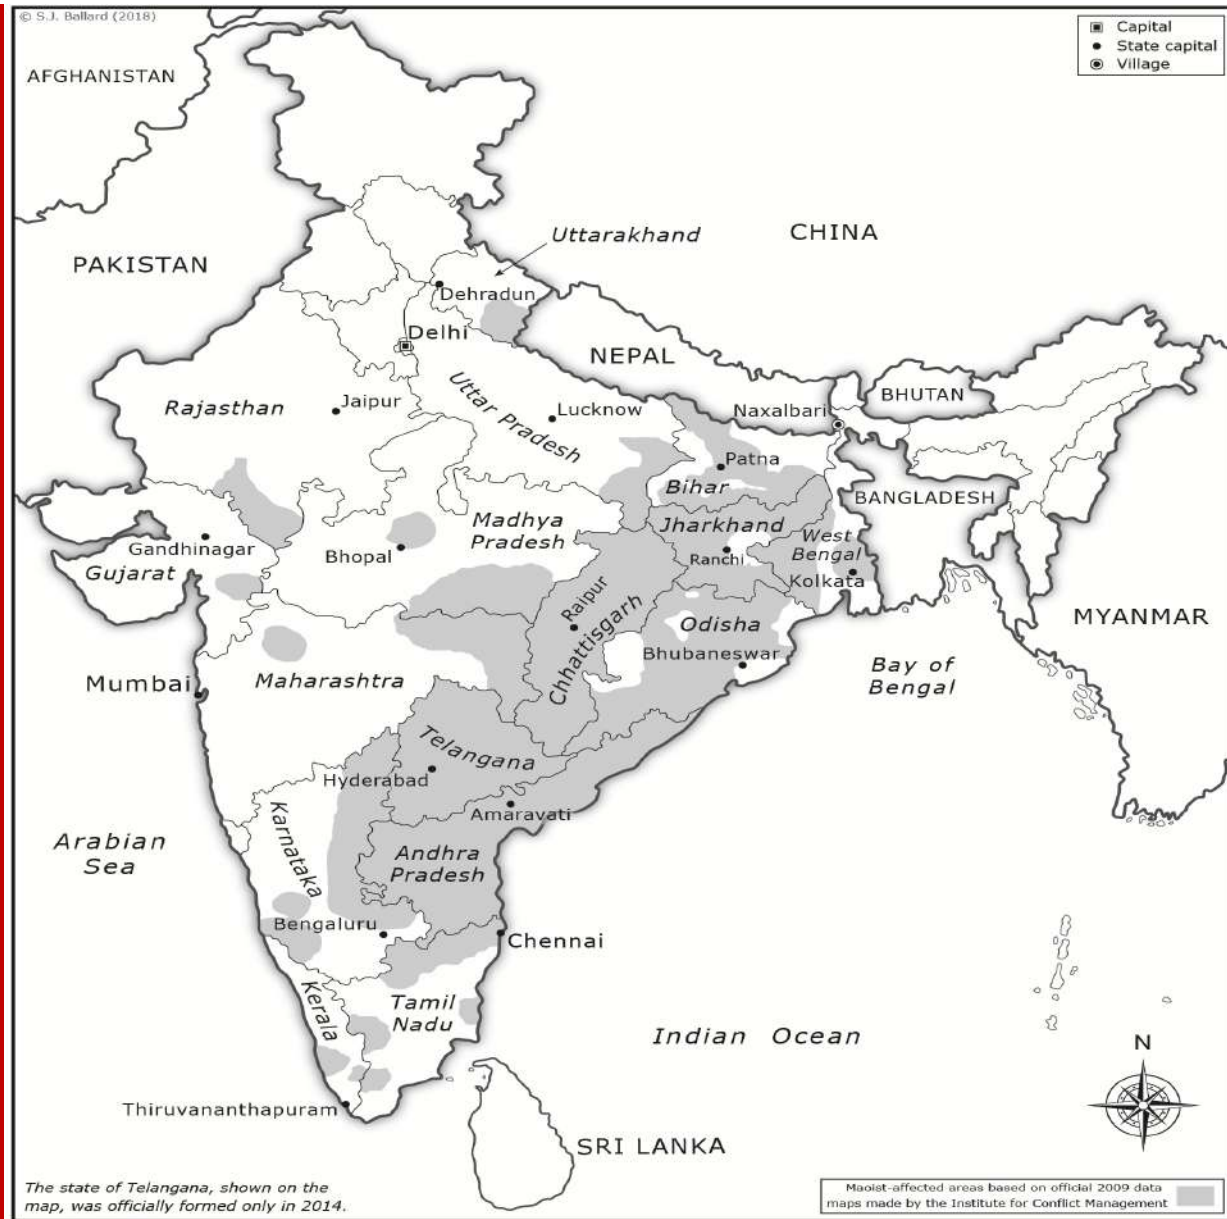 © S.J. Ballard (2018)
Capital
State capital
Village
AFGHANISTAN
CHINA
Uttarakhand
PAKISTAN
Dehradun
Delhi
NEPAL
BHUTAN
Rajasthan
Jaipur
Uttar Pradesh
Lucknow
Naxalbari
Patna
Bihar
BANGLADESH
Madhya
Pradesh
Jharkhand
West
Bengal
Gandhinagar
Bhopal
Ranchi
Gujarat
Kolkata
Raipur
Chhattisgarh
Odisha
MYANMAR
Bhubaneswar
Bay of
Bengal
Mumbai
Maharashtra
Telangana
Hyderabad
Amaravati
Karnataka
Arabian
Sea
Andhra
Pradesh
Bengaluru
Chennai
Kerala
Tamil
Nadu
Indian Ocean
N
Thiruvananthapuram
SRI LANKA
The state of Telangana, shown on the
map, was officially formed only in 2014.
Maoist-affected areas based on official 2009 data
maps made by the Institute for Conflict Management